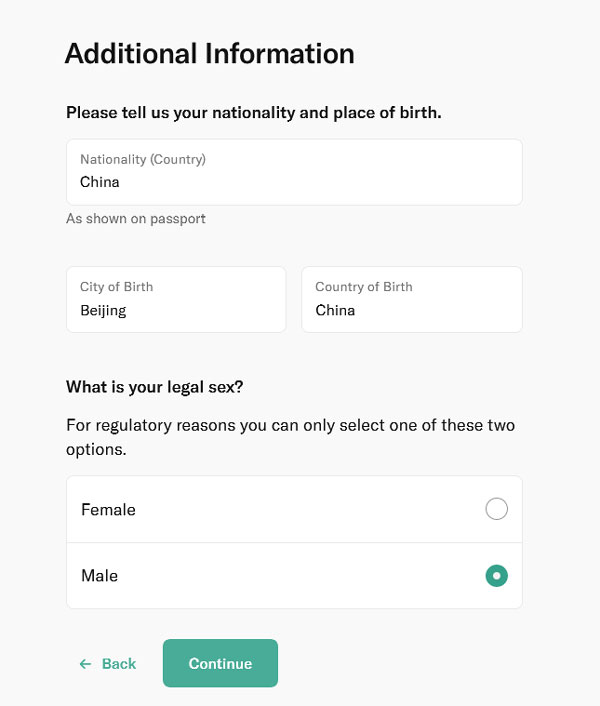 Additional Information
Please tell us your nationality and place of birth.
Nationality (Country)
China
As shown on passport
City of Birth
Beijing
Country of Birth
China
What is your legal sex?
For regulatory reasons you can only select one of these two
options.
Female
Male
← Back
Continue